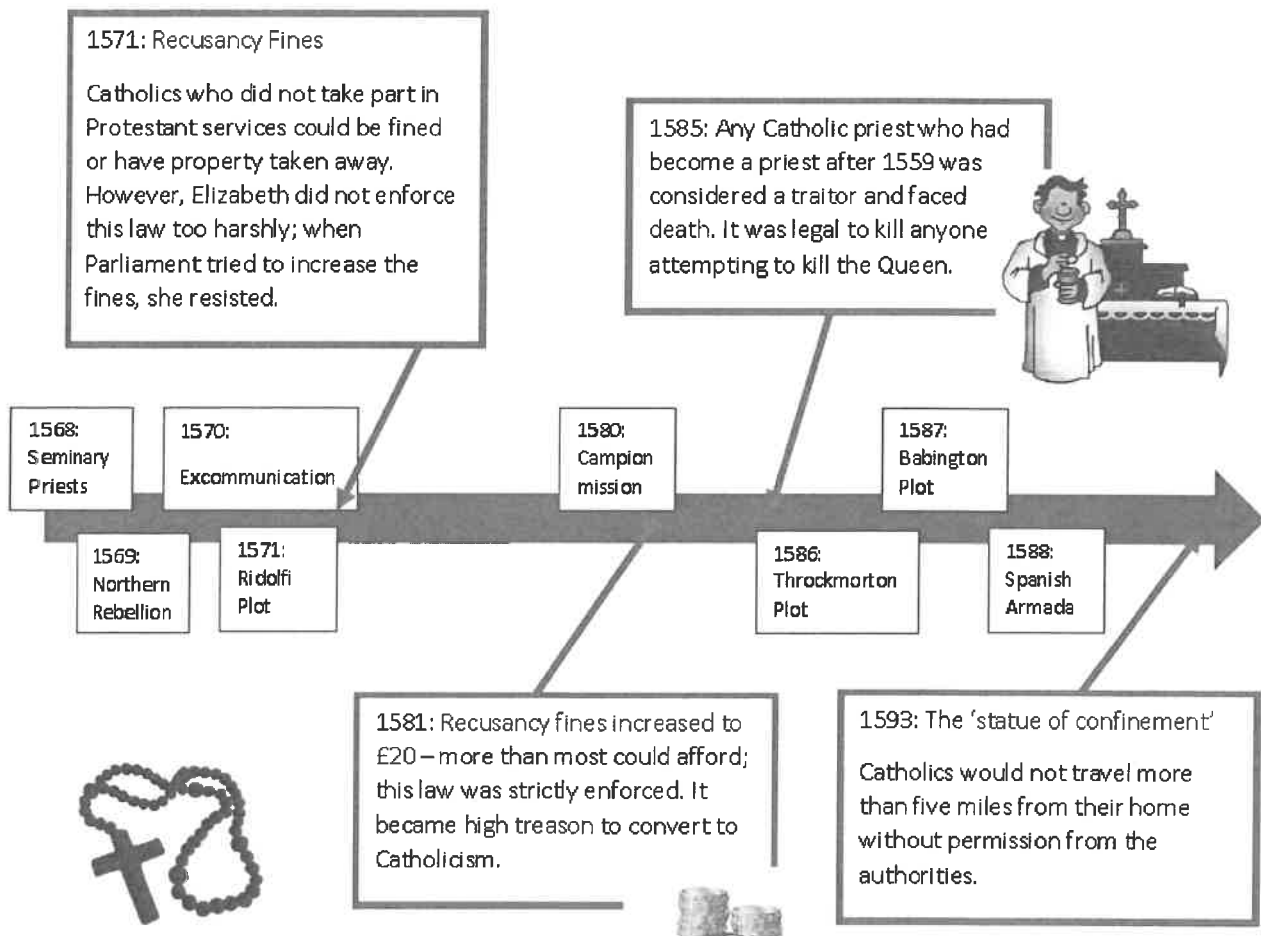 1571: Recusancy Fines
Catholics who did not take part in
Protestant services could be fined
or have property taken away.
However, Elizabeth did not enforce
this law too harshly; when
Parliament tried to increase the
fines, she resisted.
1585: Any Catholic priest who had
become a priest after 1559 was
considered a traitor and faced
death. It was legal to kill anyone
attempting to kill the Queen.
1568:
Seminary
Priests
1570:
Excommunication
1580:
Campion
mission
1587:
Babington
Plot
1569:
Northern
Rebellion
1571:
Ridolfi
Plot
1586:
Throckmorton
Plot
1588:
Spanish
Armada
1581: Recusancy fines increased to
£20 – more than most could afford;
this law was strictly enforced. It
became high treason to convert to
Catholicism.
1593: The 'statue of confinement'
Catholics would not travel more
than five miles from their home
without permission from the
authorities.